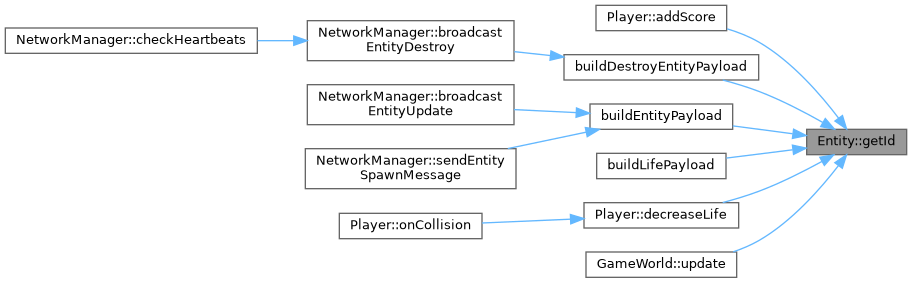 Player::addScore
NetworkManager::checkHeartbeats
NetworkManager::broadcast
EntityDestroy
buildDestroyEntityPayload
NetworkManager::broadcast
EntityUpdate
buildEntityPayload
Entity::getId
NetworkManager::sendEntity
SpawnMessage
buildLifePayload
Player::onCollision
Player::decreaseLife
GameWorld::update